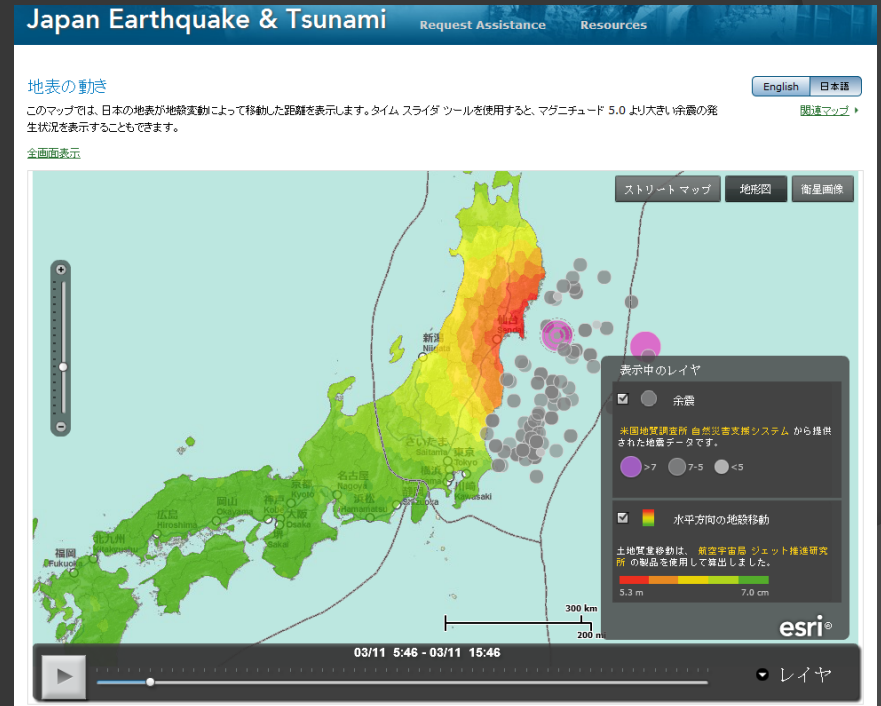 Japan Earthquake & Tsunami
Request Assistance
Resources
地表の動き
English
日本語
このマップでは、日本の地表が地殻変動によって移動した距離を表示します。タイム スライダ ツールを使用すると、マグニチュード 5.0 より大きい余震の発
生状況を表示することもできます。
関連マップ
全画面表示
ストリートマップ
地形図
衛星画像
仙台
Sendai
新潟
Niigata
さいたま
Saitama
東京
Tokyo
横浜
川崎
Kawasaki
静岡
Shizuoka
名古屋
Nagoya
浜松
Hamamatsu
京都
Kyoto
神戸
Kobe
大阪
Osaka
堺
Sakai
岡山
Okayama
広島
Hiroshima
北九州
Kitakyushu
福岡
Fukuoka
表示中のレイヤ
余震
米国地質調査所 自然災害支援システム から提供
された地震データです。
>7
7-5
<5
水平方向の地殻移動
土地質量移動は、 航空宇宙局 ジェット推進研究
所 の製品を使用して算出しました。
5.3 m
7.0 cm
esri®
300 km
200 mi
03/11 5:46 - 03/11 15:46
レイヤ